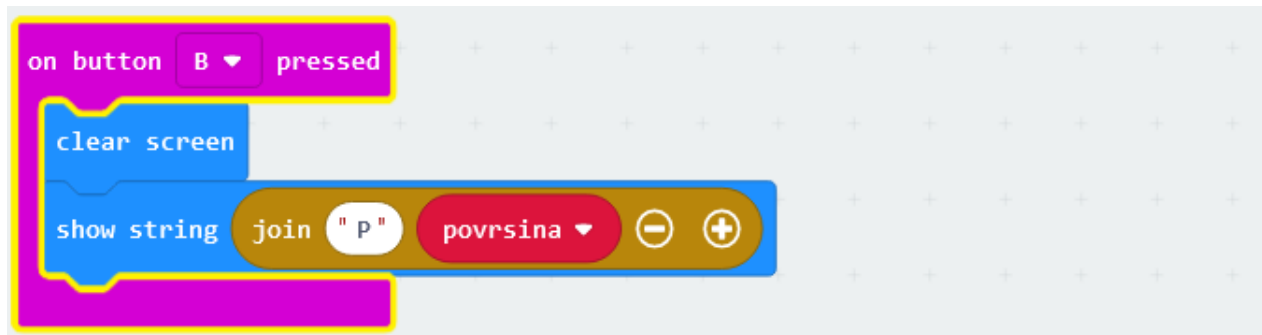 on button B pressed
clear screen
show string join "P" povrsina